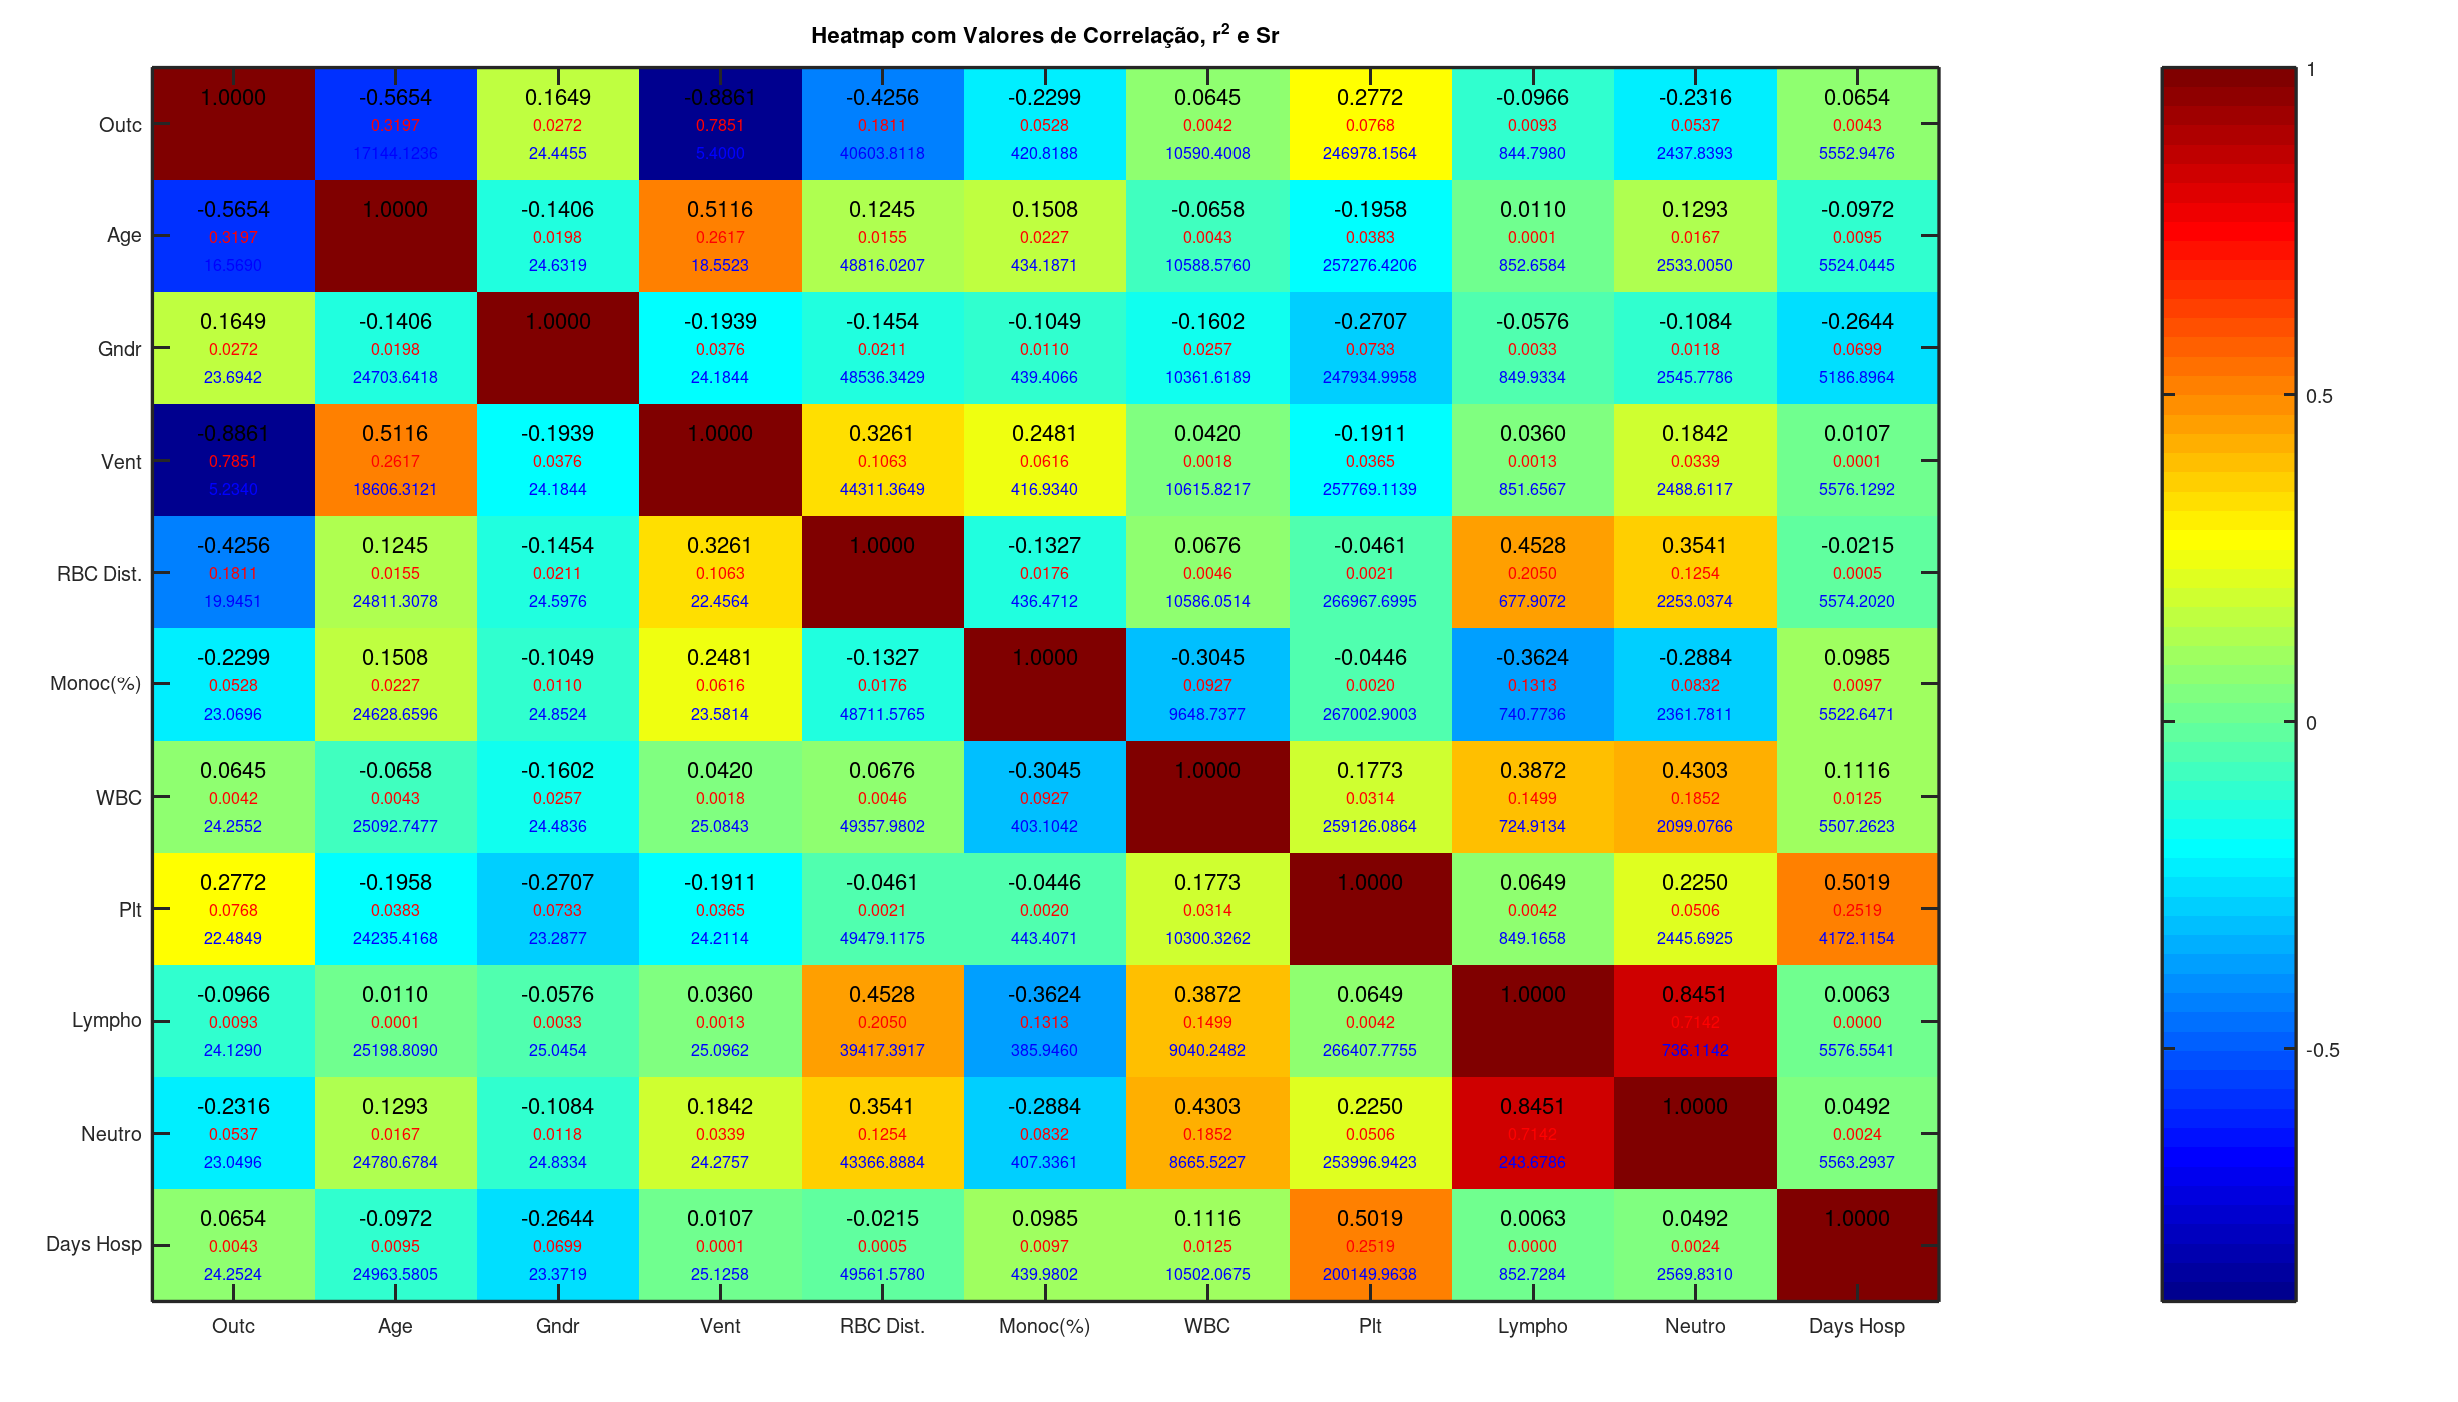 Heatmap com Valores de Correlação, r² e Sr
Outc
1.0000 -0.5654 0.1649 -0.8861 -0.4256 -0.2299 0.0645 0.2772 -0.0966 -0.2316 0.0654
0.3197 0.0272 0.7851 0.1811 0.0528 0.0042 0.0768 0.0093 0.0537 0.0043
17144.1236 24.4455 5.4000 40603.8118 420.8188 10590.4008 246978.1564 844.7980 2437.8393 5552.9476
Age
-0.5654 1.0000 -0.1406 0.5116 0.1245 0.1508 -0.0658 -0.1958 0.0110 0.1293 -0.0972
0.3197 0.0198 0.2617 0.0155 0.0227 0.0043 0.0383 0.0001 0.0167 0.0095
16.5690 24.6319 18.5523 48816.0207 434.1871 10588.5760 257276.4206 852.6584 2533.0050 5524.0445
Gndr
0.1649 -0.1406 1.0000 -0.1939 -0.1454 -0.1049 -0.1602 -0.2707 -0.0576 -0.1084 -0.2644
0.0272 0.0198 0.0376 0.0211 0.0110 0.0257 0.0733 0.0033 0.0118 0.0699
23.6942 24703.6418 24.1844 48536.3429 439.4066 10361.6189 247934.9958 849.9334 2545.7786 5186.8964
Vent
-0.8861 0.5116 -0.1939 1.0000 0.3261 0.2481 0.0420 -0.1911 0.0360 0.1842 0.0107
0.7851 0.2617 0.0376 0.1063 0.0616 0.0018 0.0365 0.0013 0.0339 0.0001
5.2340 18606.3121 24.1844 44311.3649 416.9340 10615.8217 257769.1139 851.6567 2488.6117 5576.1292
RBC Dist.
-0.4256 0.1245 -0.1454 0.3261 1.0000 -0.1327 0.0676 -0.0461 0.4528 0.3541 -0.0215
0.1811 0.0155 0.0211 0.1063 0.0176 0.0046 0.0021 0.2050 0.1254 0.0005
19.9451 24811.3078 24.5976 22.4564 436.4712 10586.0514 266967.6995 677.9072 2253.0374 5574.2020
Monoc(%)
-0.2299 0.1508 -0.1049 0.2481 -0.1327 1.0000 -0.3045 -0.0446 -0.3624 -0.2884 0.0985
0.0528 0.0227 0.0110 0.0616 0.0176 0.0927 0.0020 0.1313 0.0832 0.0097
23.0696 24628.6596 24.8524 23.5814 48711.5765 9648.7377 267002.9003 740.7736 2361.7811 5522.6471
WBC
0.0645 -0.0658 -0.1602 0.0420 0.0676 -0.3045 1.0000 0.1773 0.3872 0.4303 0.1116
0.0042 0.0043 0.0257 0.0018 0.0046 0.0927 0.0314 0.1499 0.1852 0.0125
24.2552 25092.7477 24.4836 25.0843 49357.9802 403.1042 259126.0864 724.9134 2099.0766 5507.2623
Plt
0.2772 -0.1958 -0.2707 -0.1911 -0.0461 -0.0446 0.1773 1.0000 0.0649 0.2250 0.5019
0.0768 0.0383 0.0733 0.0365 0.0021 0.0020 0.0314 0.0042 0.0506 0.2519
22.4849 24235.4168 23.2877 24.2114 49479.1175 443.4071 10300.3262 849.1658 2445.6925 4172.1154
Lympho
-0.0966 0.0110 -0.0576 0.0360 0.4528 -0.3624 0.3872 0.0649 1.0000 0.8451 0.0063
0.0093 0.0001 0.0033 0.0013 0.2050 0.1313 0.1499 0.0042 0.7142 0.0000
24.1290 25198.8090 25.0454 25.0962 39417.3917 385.9460 9040.2482 266407.7755 736.1142 5576.5541
Neutro
-0.2316 0.1293 -0.1084 0.1842 0.3541 -0.2884 0.4303 0.2250 0.8451 1.0000 0.0492
0.0537 0.0167 0.0118 0.0339 0.1254 0.0832 0.1852 0.0506 0.7142 0.0024
23.0496 24780.6784 24.8334 24.2757 43366.8884 407.3361 8665.5227 253996.9423 243.6786 5563.2937
Days Hosp
0.0654 -0.0972 -0.2644 0.0107 -0.0215 0.0985 0.1116 0.5019 0.0063 0.0492 1.0000
0.0043 0.0095 0.0699 0.0001 0.0005 0.0097 0.0125 0.2519 0.0000 0.0024
24.2524 24963.5805 23.3719 25.1258 49561.5780 439.9802 10502.0675 200149.9638 852.7284 2569.8310
Outc Age Gndr Vent RBC Dist. Monoc(%) WBC Plt Lympho Neutro Days Hosp
1
0.5
0
-0.5